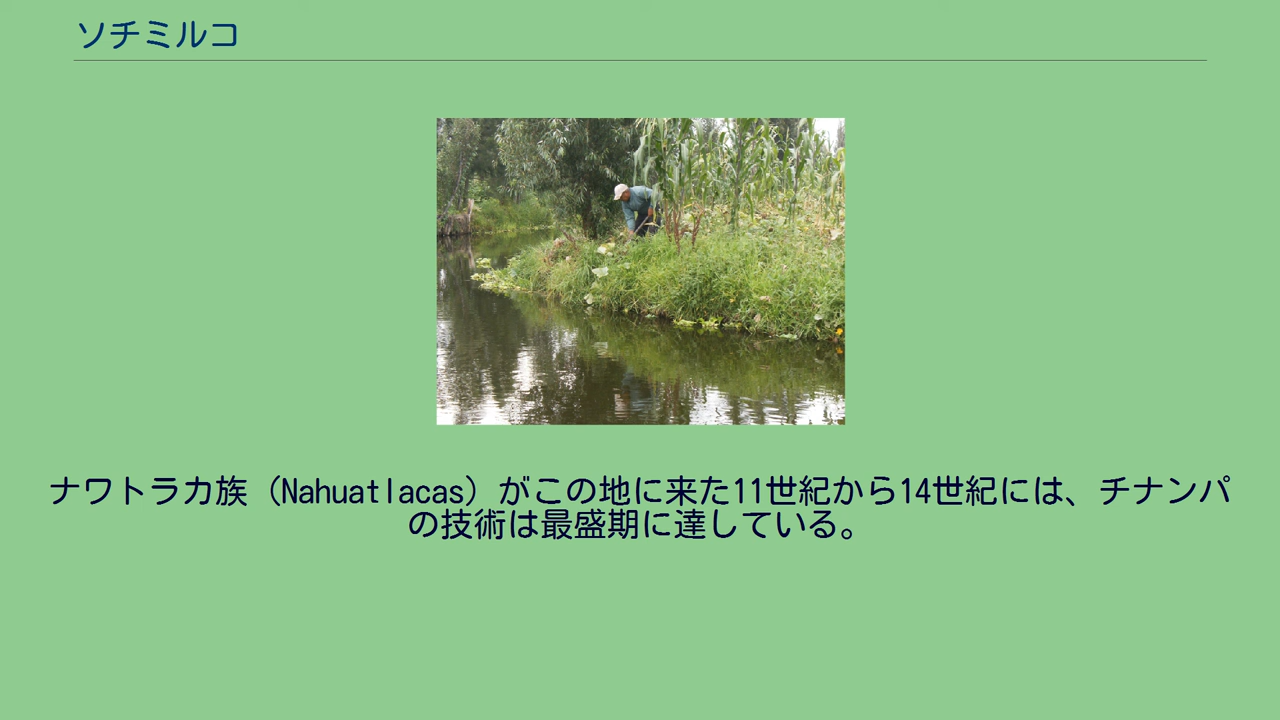 ソチミルコ
ナワトラカ族（Nahuatlacas）がこの地に来た11世紀から14世紀には、チナンパ
の技術は最盛期に達している。